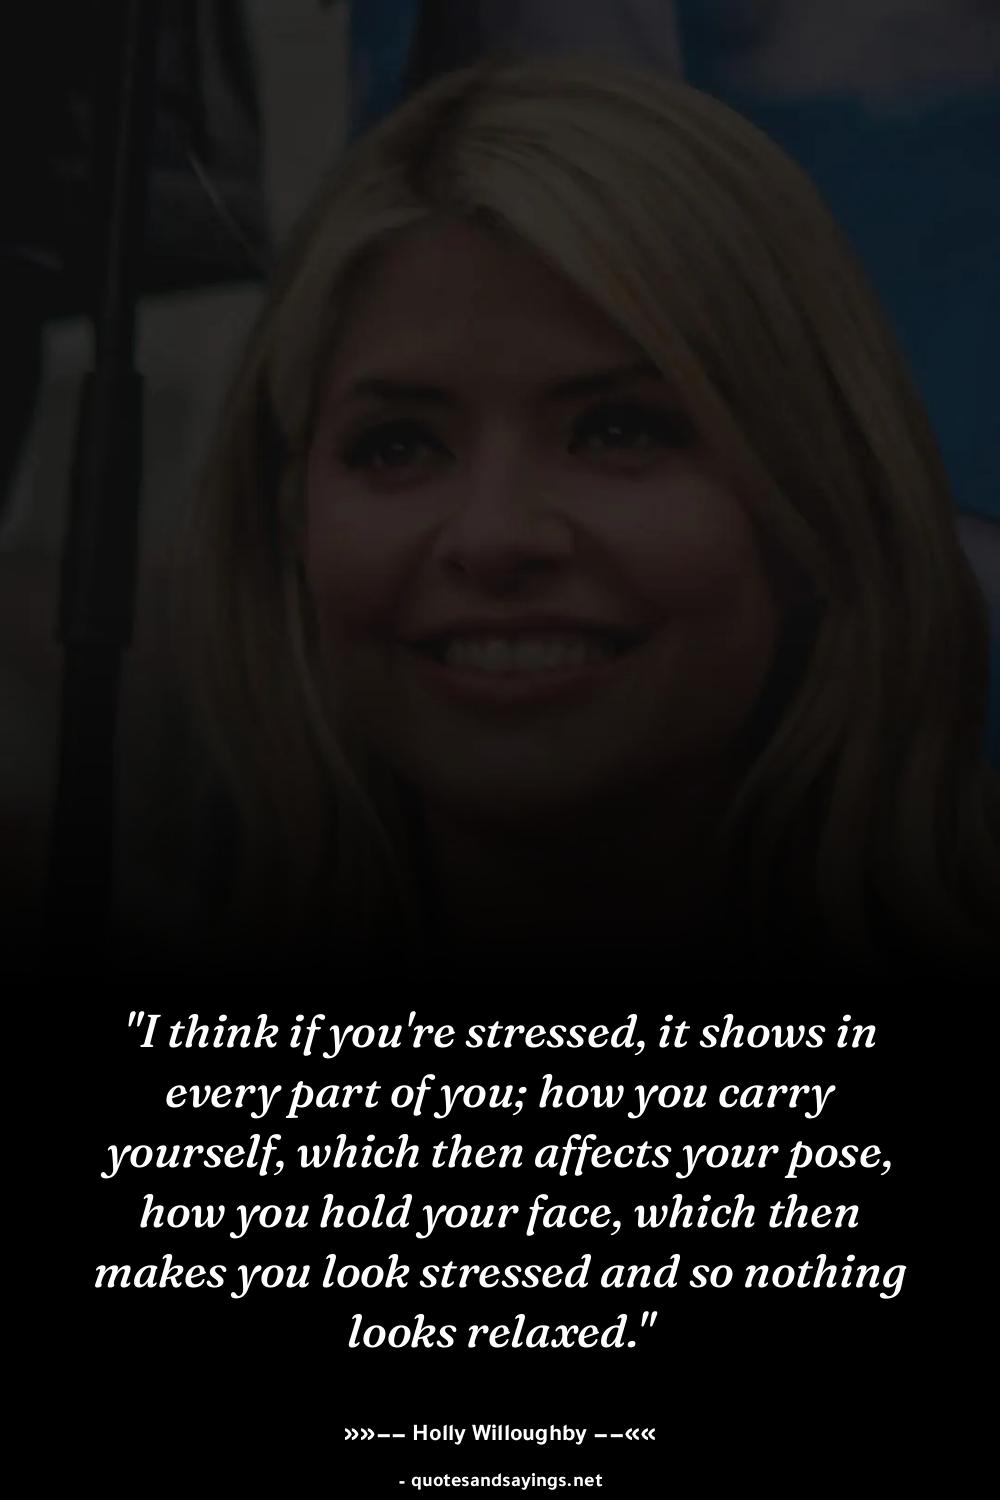 "I think if you're stressed, it shows in
every part of you; how you carry
yourself, which then affects your pose,
how you hold your face, which then
makes you look stressed and so nothing
looks relaxed."
»»−− Holly Willoughby −−««
- quotesandsayings.net